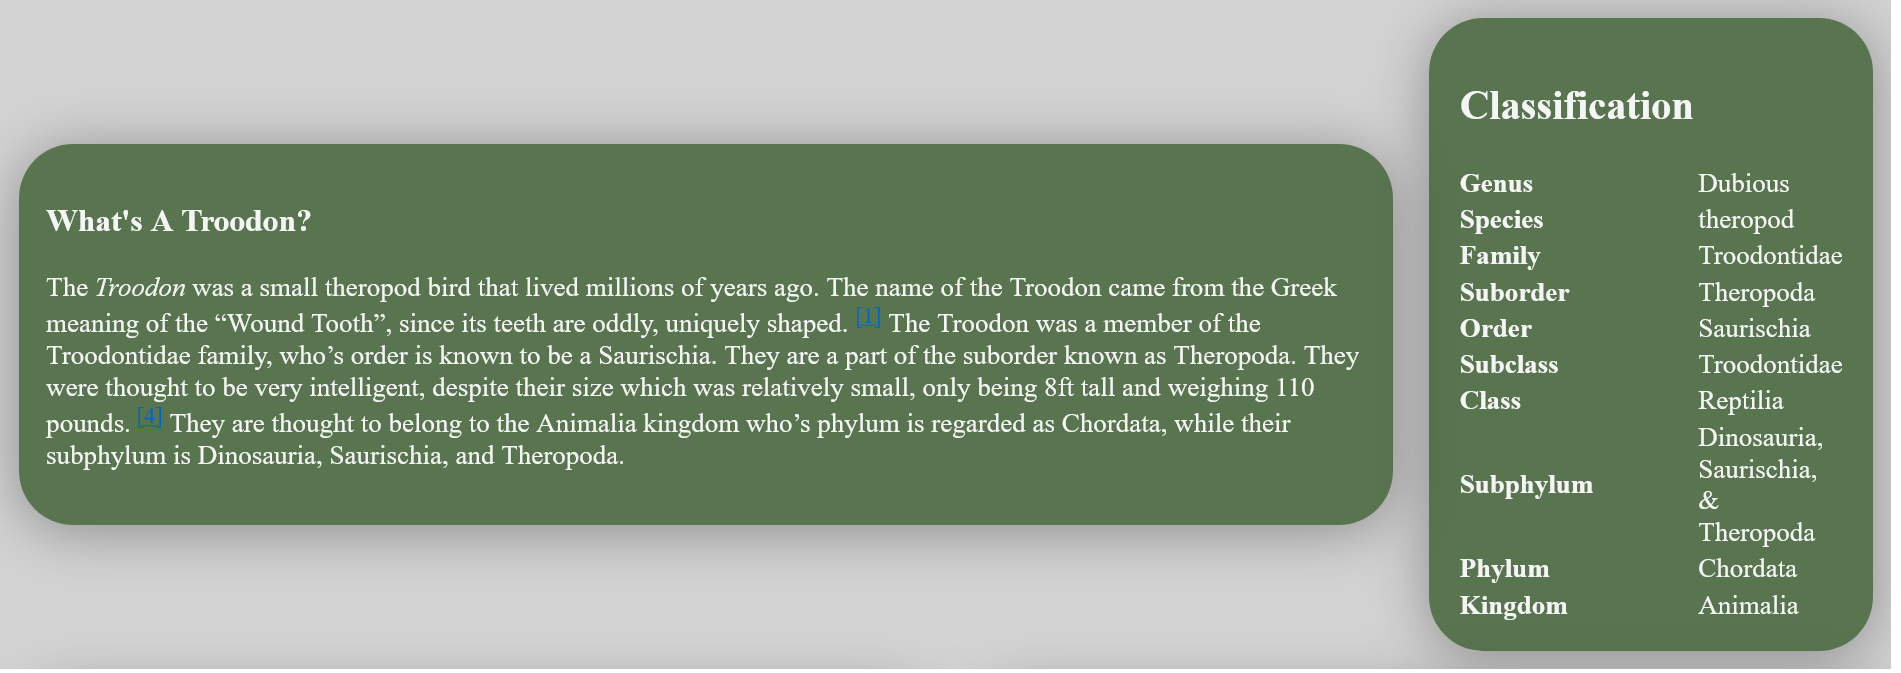 What's A Troodon?
The Troodon was a small theropod bird that lived millions of years ago. The name of the Troodon came from the Greek
meaning of the “Wound Tooth”, since its teeth are oddly, uniquely shaped. [1] The Troodon was a member of the
Troodontidae family, who’s order is known to be a Saurischia. They are a part of the suborder known as Theropoda. They
were thought to be very intelligent, despite their size which was relatively small, only being 8ft tall and weighing 110
pounds. [4] They are thought to belong to the Animalia kingdom who’s phylum is regarded as Chordata, while their
subphylum is Dinosauria, Saurischia, and Theropoda.
Classification
Genus Dubious
Species theropod
Family Troodontidae
Suborder Theropoda
Order Saurischia
Subclass Troodontidae
Class Reptilia
Subphylum Dinosauria,
Saurischia,
&
Theropoda
Phylum Chordata
Kingdom Animalia